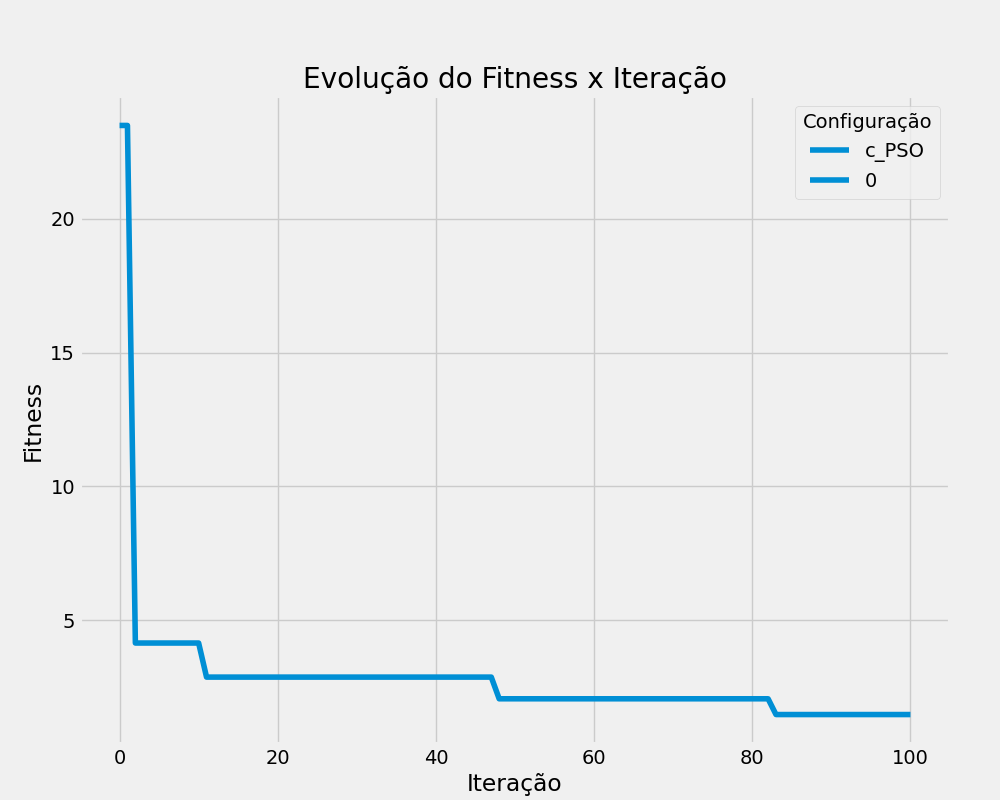 Evolução do Fitness x Iteração
Configuração
c_PSO
0
20
15
10
5
Fitness
0 20 40 60 80 100
Iteração